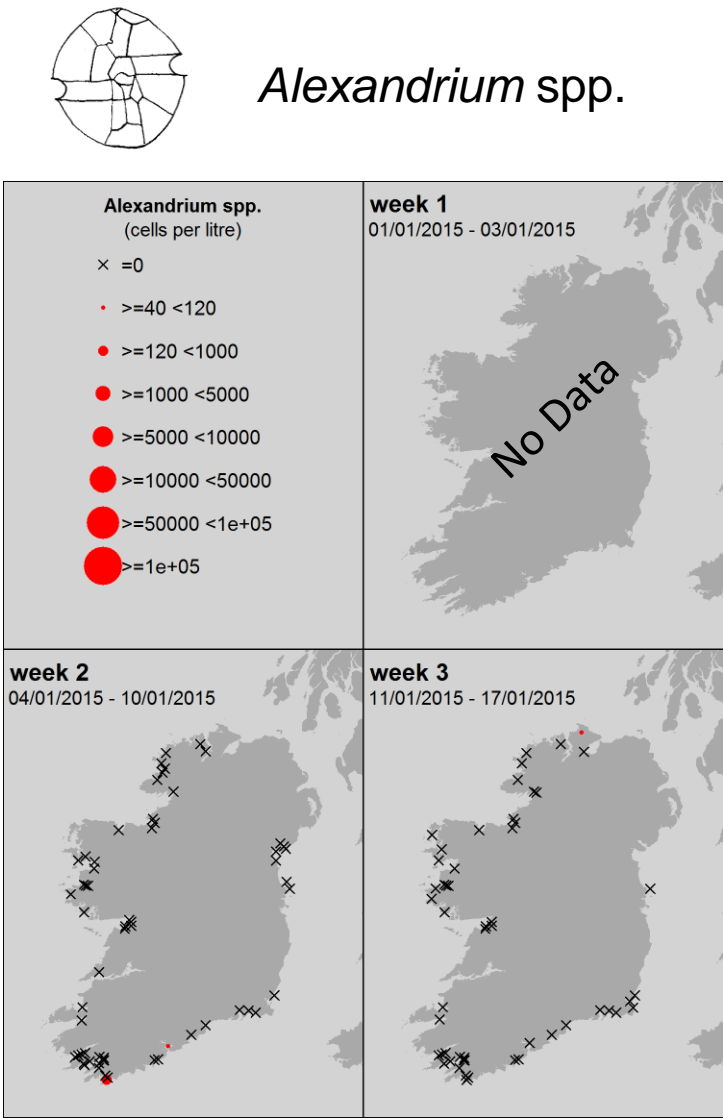 Alexandrium spp.
Alexandrium spp.
(cells per litre)
=0
>=40 <120
>=120 <1000
>=1000 <5000
>=5000 <10000
>=10000 <50000
>=50000 <1e+05
>=1e+05
week 1
01/01/2015 - 03/01/2015
No Data
week 2
04/01/2015 - 10/01/2015
week 3
11/01/2015 - 17/01/2015